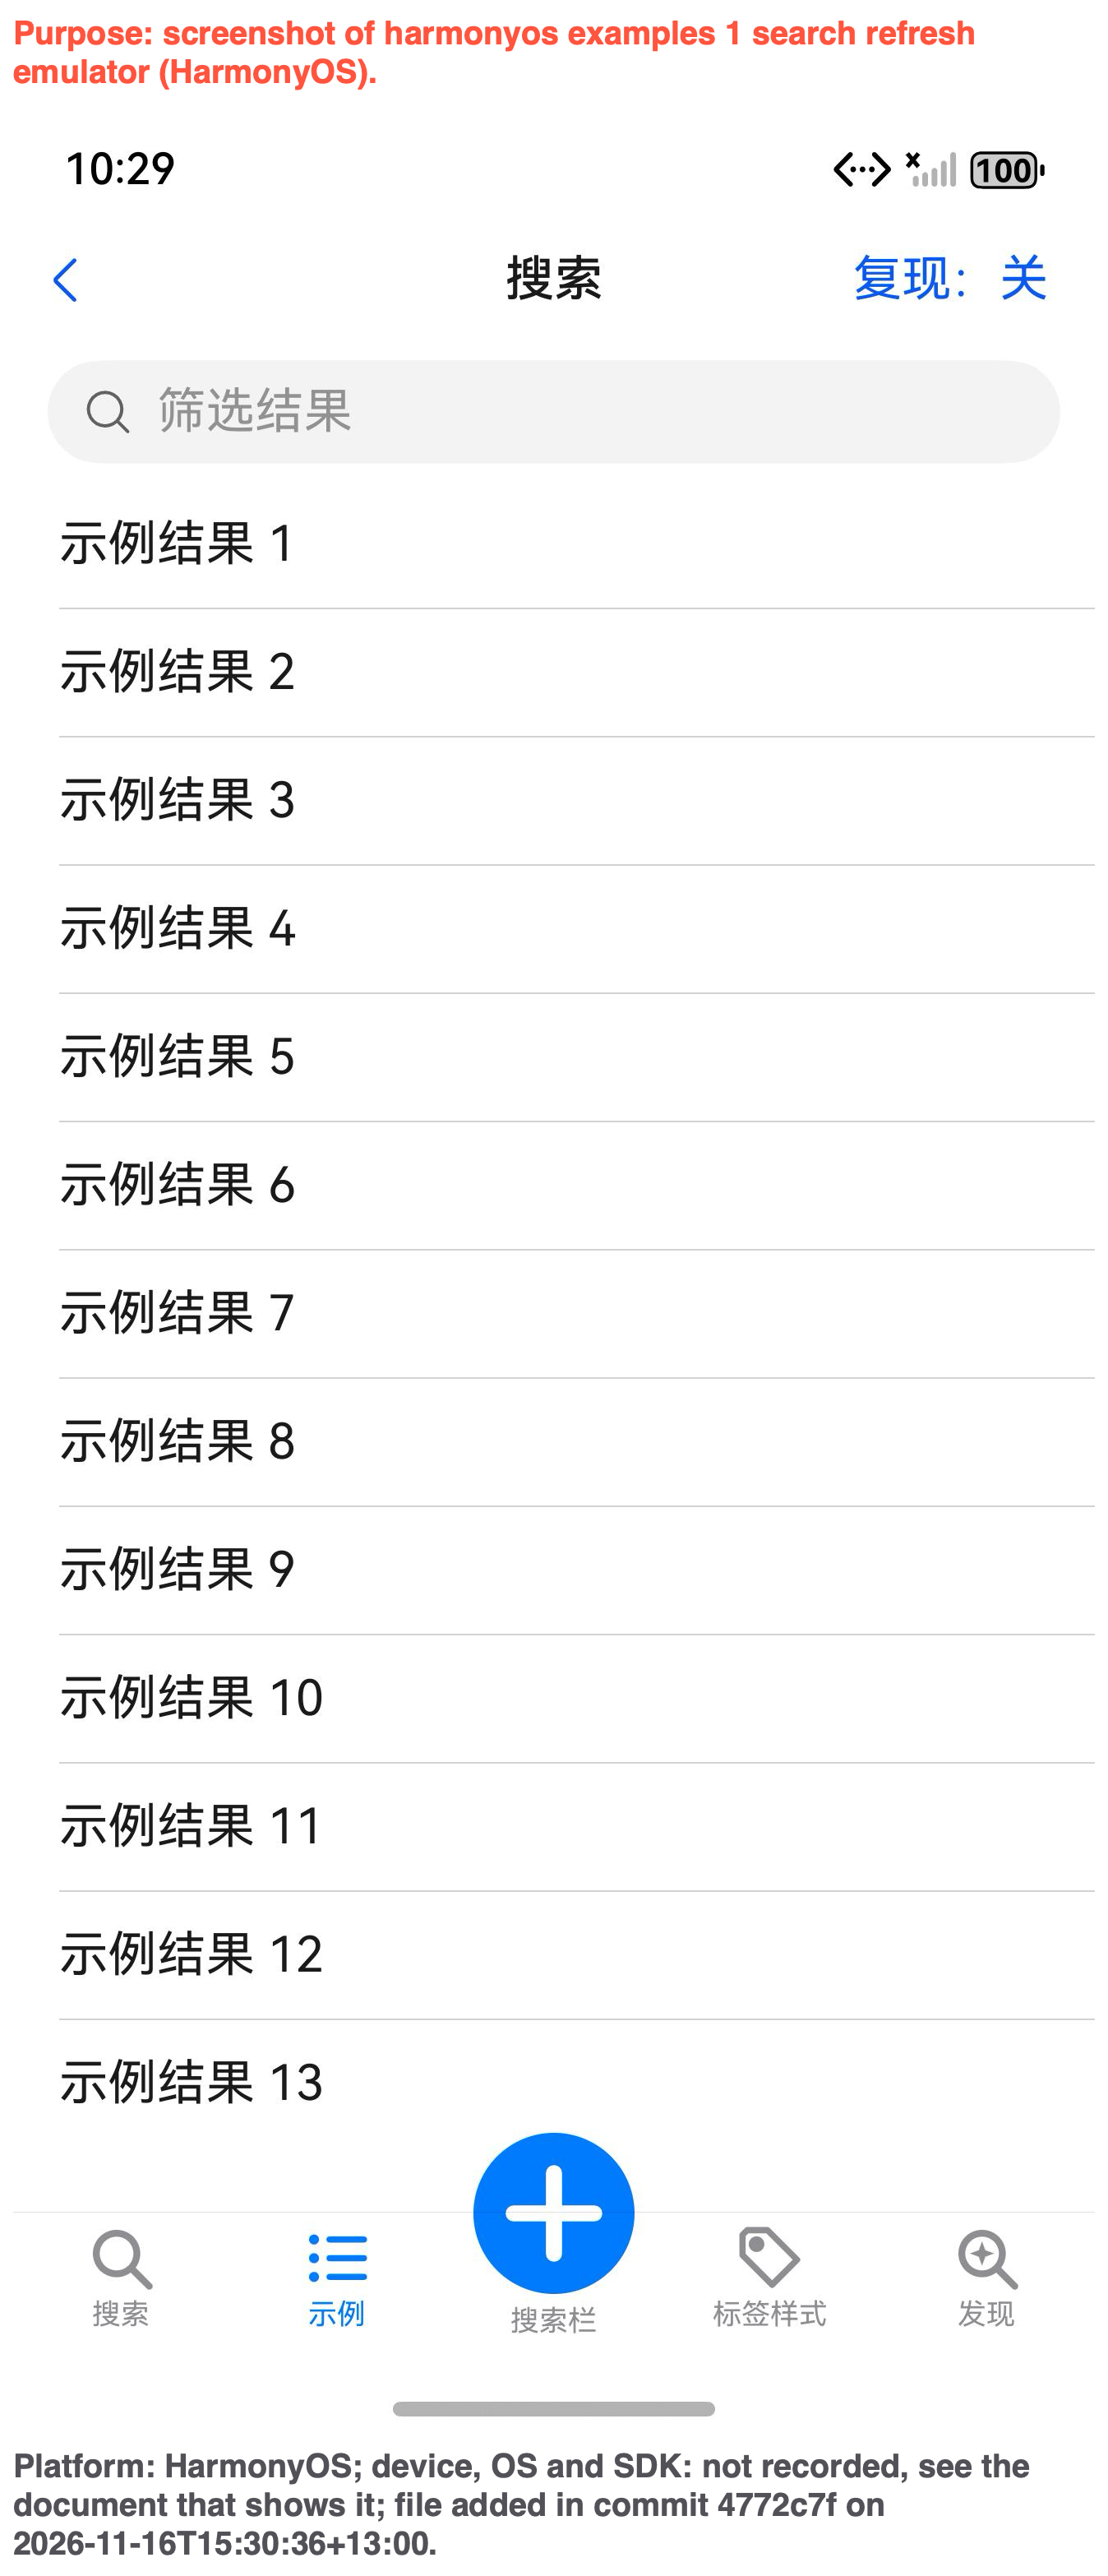 Purpose: screenshot of harmonyos examples 1 search refresh
emulator (HarmonyOS).
10:29
100
搜索
复现：关
筛选结果
示例结果 1
示例结果 2
示例结果 3
示例结果 4
示例结果 5
示例结果 6
示例结果 7
示例结果 8
示例结果 9
示例结果 10
示例结果 11
示例结果 12
示例结果 13
搜索
示例
搜索栏
标签样式
发现
Platform: HarmonyOS; device, OS and SDK: not recorded, see the
document that shows it; file added in commit 4772c7f on
2026-11-16T15:30:36+13:00.